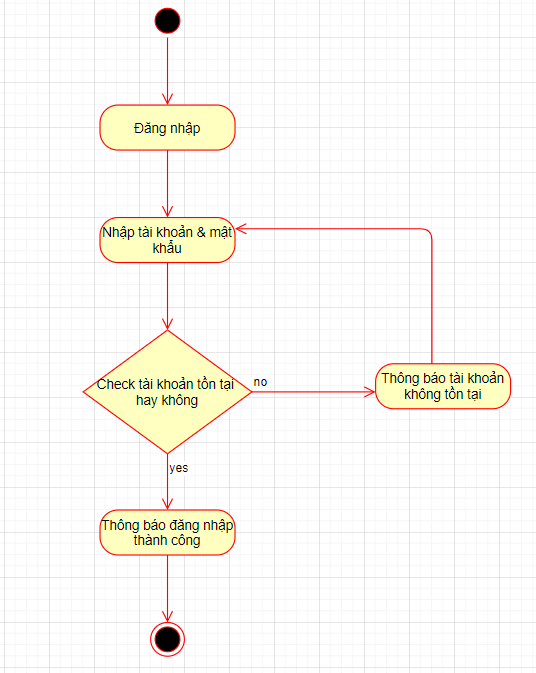 Đăng nhập
Nhập tài khoản & mật
khẩu
Check tài khoản tồn tại
hay không
no
Thông báo tài khoản
không tồn tại
yes
Thông báo đăng nhập
thành công